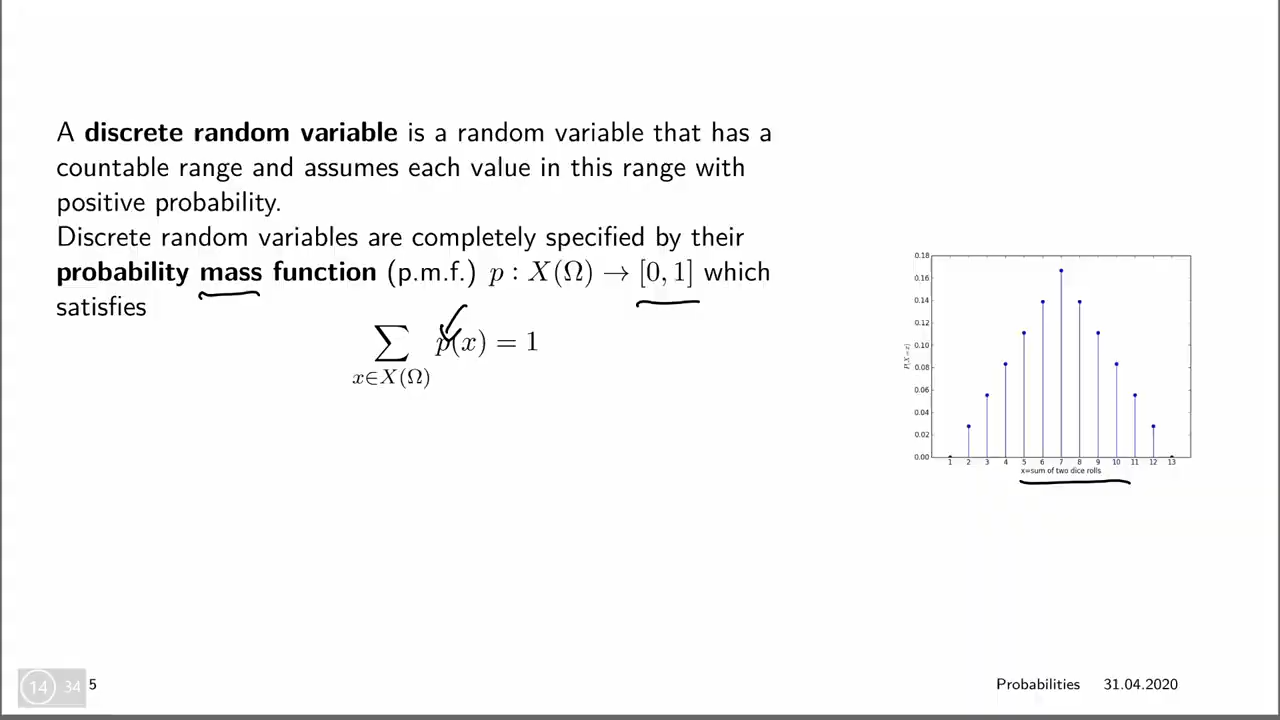 A discrete random variable is a random variable that has a
countable range and assumes each value in this range with
positive probability.
Discrete random variables are completely specified by their
probability mass function (p.m.f.) p : X(Ω) → [0, 1] which
satisfies
∑ p(x) = 1
x∈X(Ω)
0.18
0.16
0.14
0.12
0.10
0.08
0.06
0.04
0.02
0.00
P(X=x)
1 2 3 4 5 6 7 8 9 10 11 12 13
x=sum of two dice rolls
14 34 5
Probabilities 31.04.2020